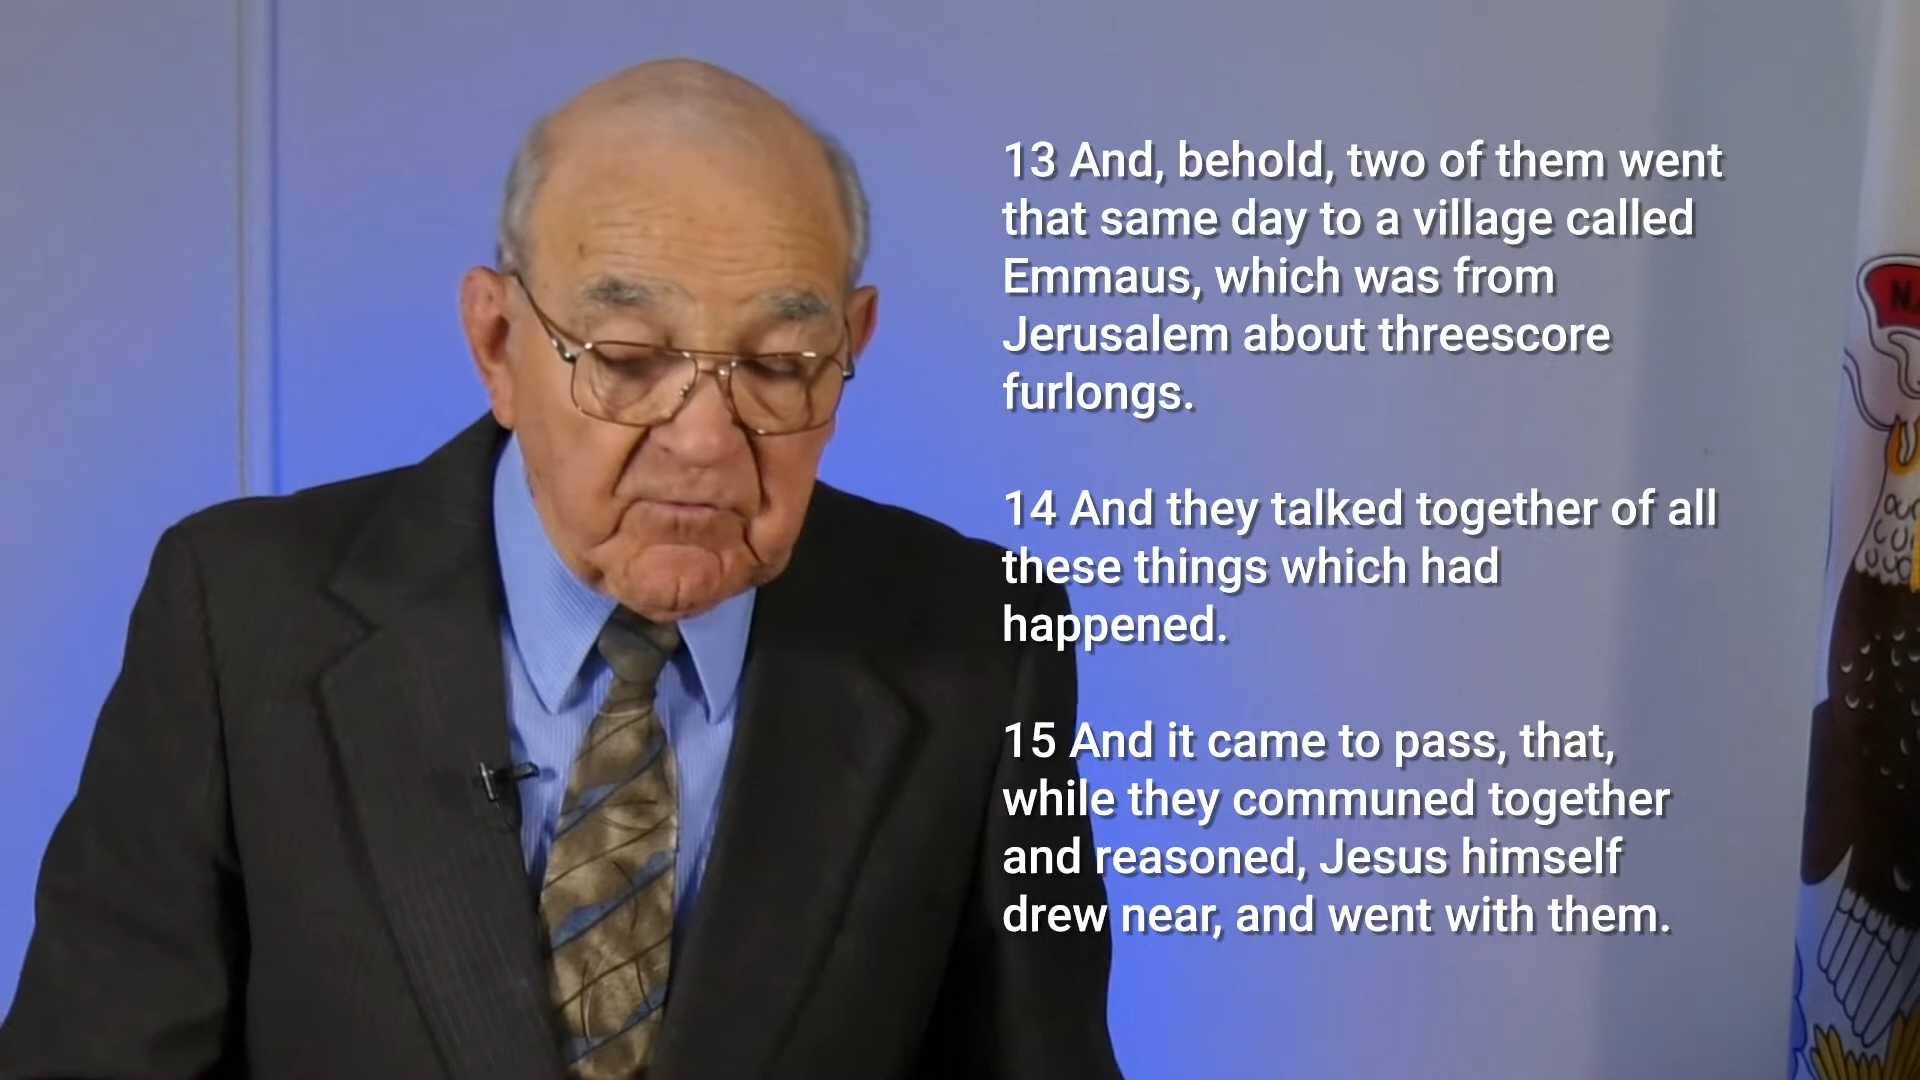 13 And, behold, two of them went
that same day to a village called
Emmaus, which was from
Jerusalem about threescore
furlongs.
14 And they talked together of all
these things which had
happened.
15 And it came to pass, that,
while they communed together
and reasoned, Jesus himself
drew near, and went with them.